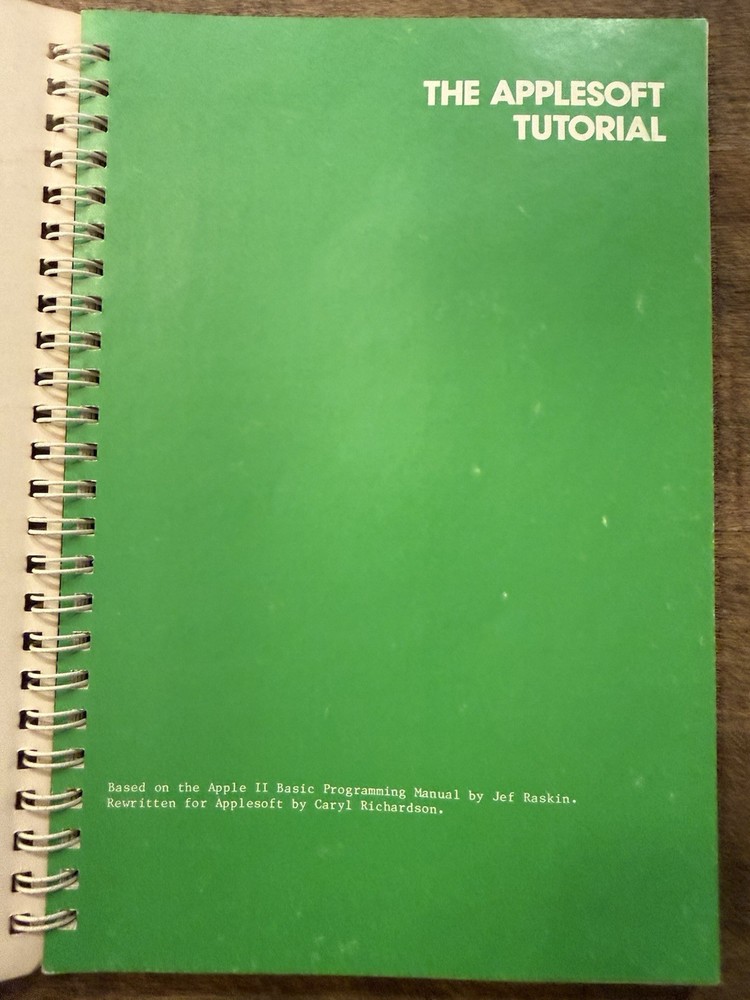 THE APPLESOFT
TUTORIAL
Based on the Apple II Basic Programming Manual by Jef Raskin.
Rewritten for Applesoft by Caryl Richardson.